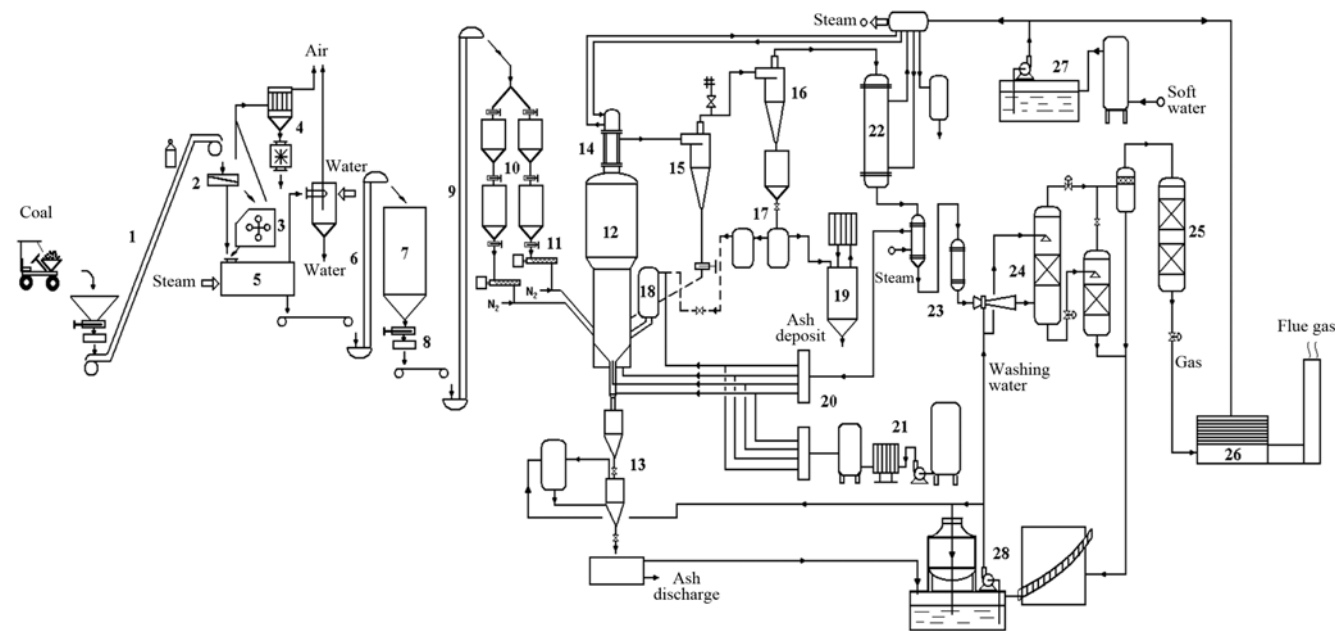 Steam
Air
27
16
4
Soft
water
22
14
Water
15
2
10
9
Coal
3
17
25
1
12
7
11
24
6
18
5
Water
Steam
19
Steam
N₂
N₂
23
Ash
deposit
Flue gas
8
Gas
Washing
water
20
21
26
13
28
Ash
discharge